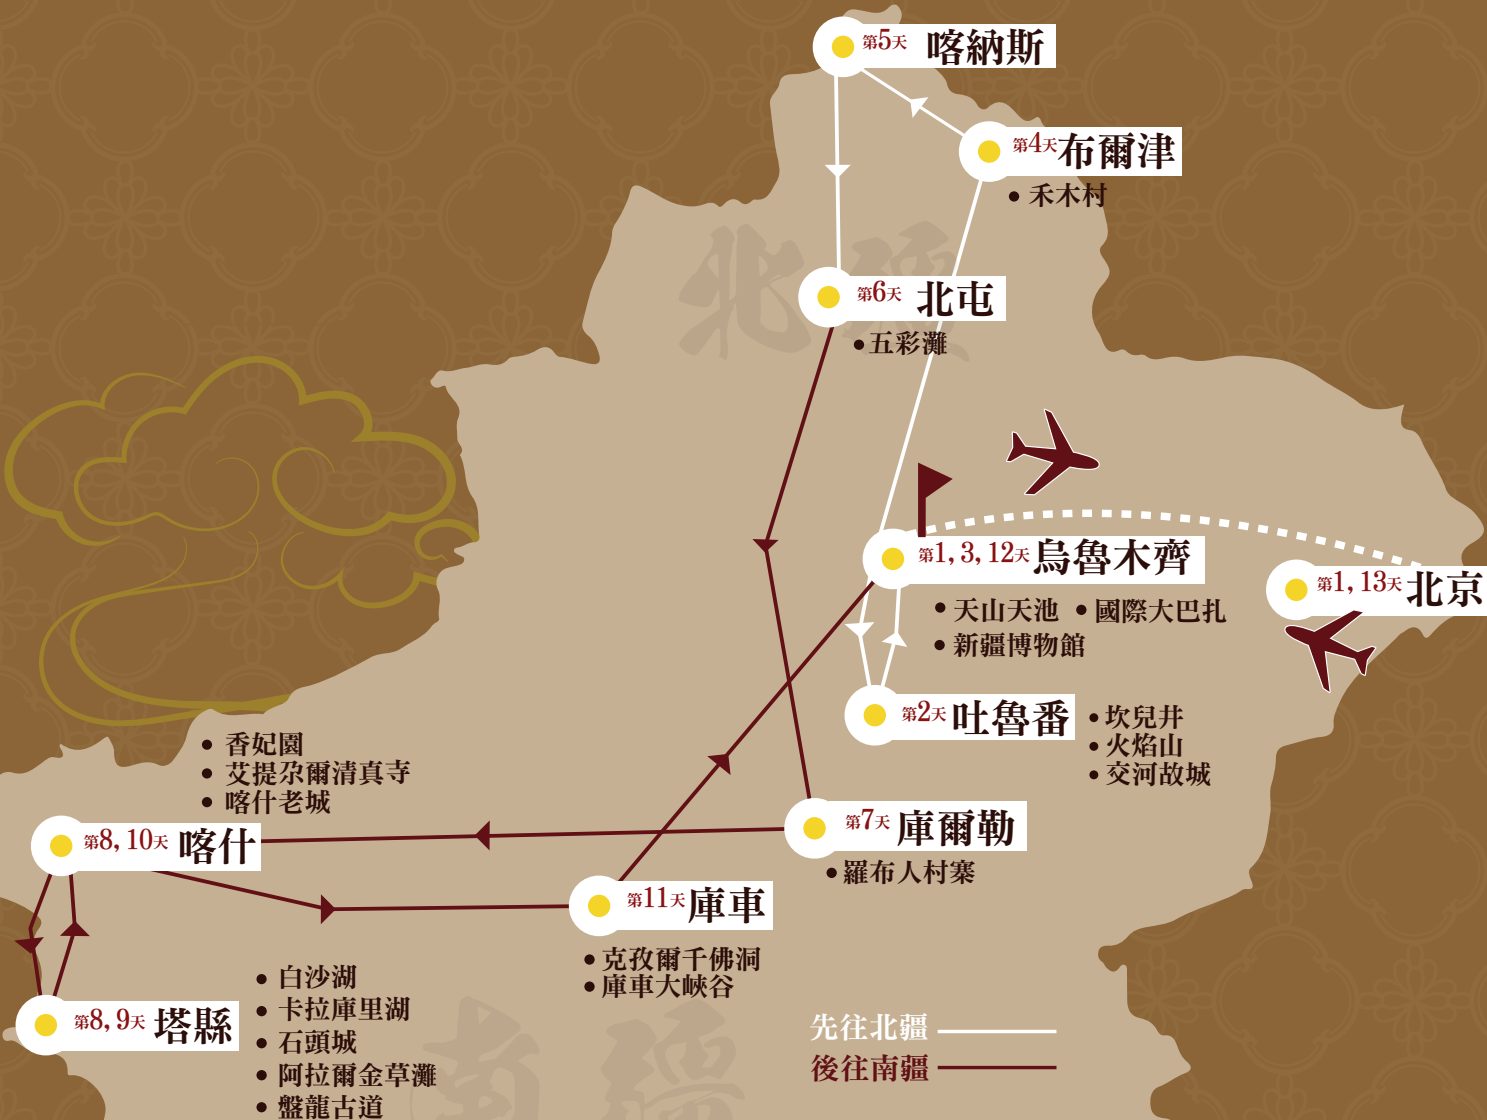 第5天 喀納斯
第4天 布爾津
禾木村
北疆
第6天 北屯
五彩灘
第1, 3, 12天 烏魯木齊
天山天池
國際大巴扎
新疆博物館
第1, 13天 北京
第2天 吐魯番
坎兒井
火焰山
交河故城
香妃園
艾提尕爾清真寺
喀什老城
第8, 10天 喀什
第7天 庫爾勒
羅布人村寨
第11天 庫車
克孜爾千佛洞
庫車大峽谷
第8, 9天 塔縣
白沙湖
卡拉庫里湖
石頭城
阿拉爾金草灘
盤龍古道
南疆
先往北疆
後往南疆